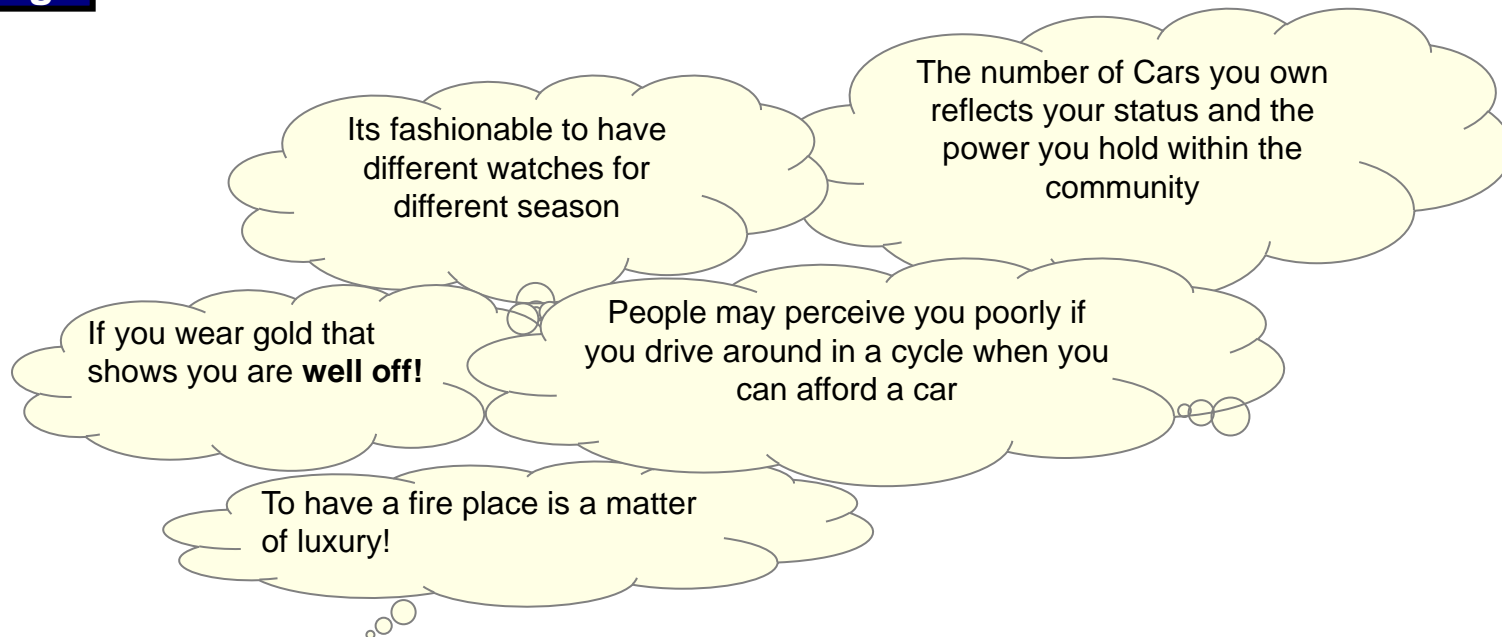 The number of Cars you own
reflects your status and the
power you hold within the
community
Its fashionable to have
different watches for
different season
People may perceive you poorly if
you drive around in a cycle when you
can afford a car
If you wear gold that
shows you are well off!
To have a fire place is a matter
of luxury!